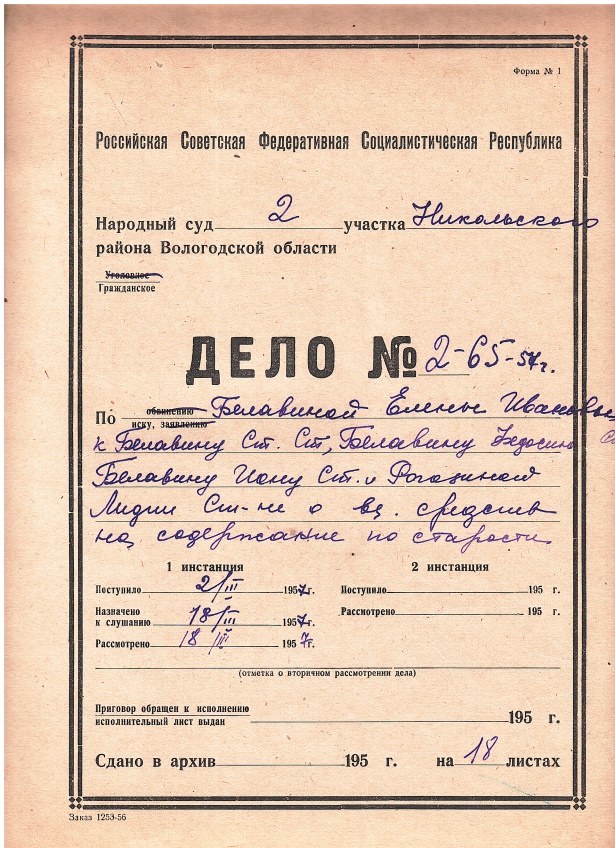 Форма № 1
Российская Советская Федеративная Социалистическая Республика
Народный суд 2 участка Никольского
района Вологодской области
Уголовное
Гражданское
ДЕЛО № 2-65-57г.
По обвинению Белавиной Елены Ивановны
иску, заявлению
к Белавину Ст. Ст, Белавину
Белавину Иону Ст. и Рогозиной
Лидии Ст-не о вз. средств
на содержание по старости
1 инстанция
2 инстанция
Поступило 2/III 1957г.
Поступило 195 г.
Назначено
к слушанию 18/III 1957г.
Рассмотрено 195 г.
Рассмотрено 18/III 1957г.
(отметка о вторичном рассмотрении дела)
Приговор обращен к исполнению
исполнительный лист выдан 195 г.
Сдано в архив 195 г. на 18 листах
Заказ 1253-56